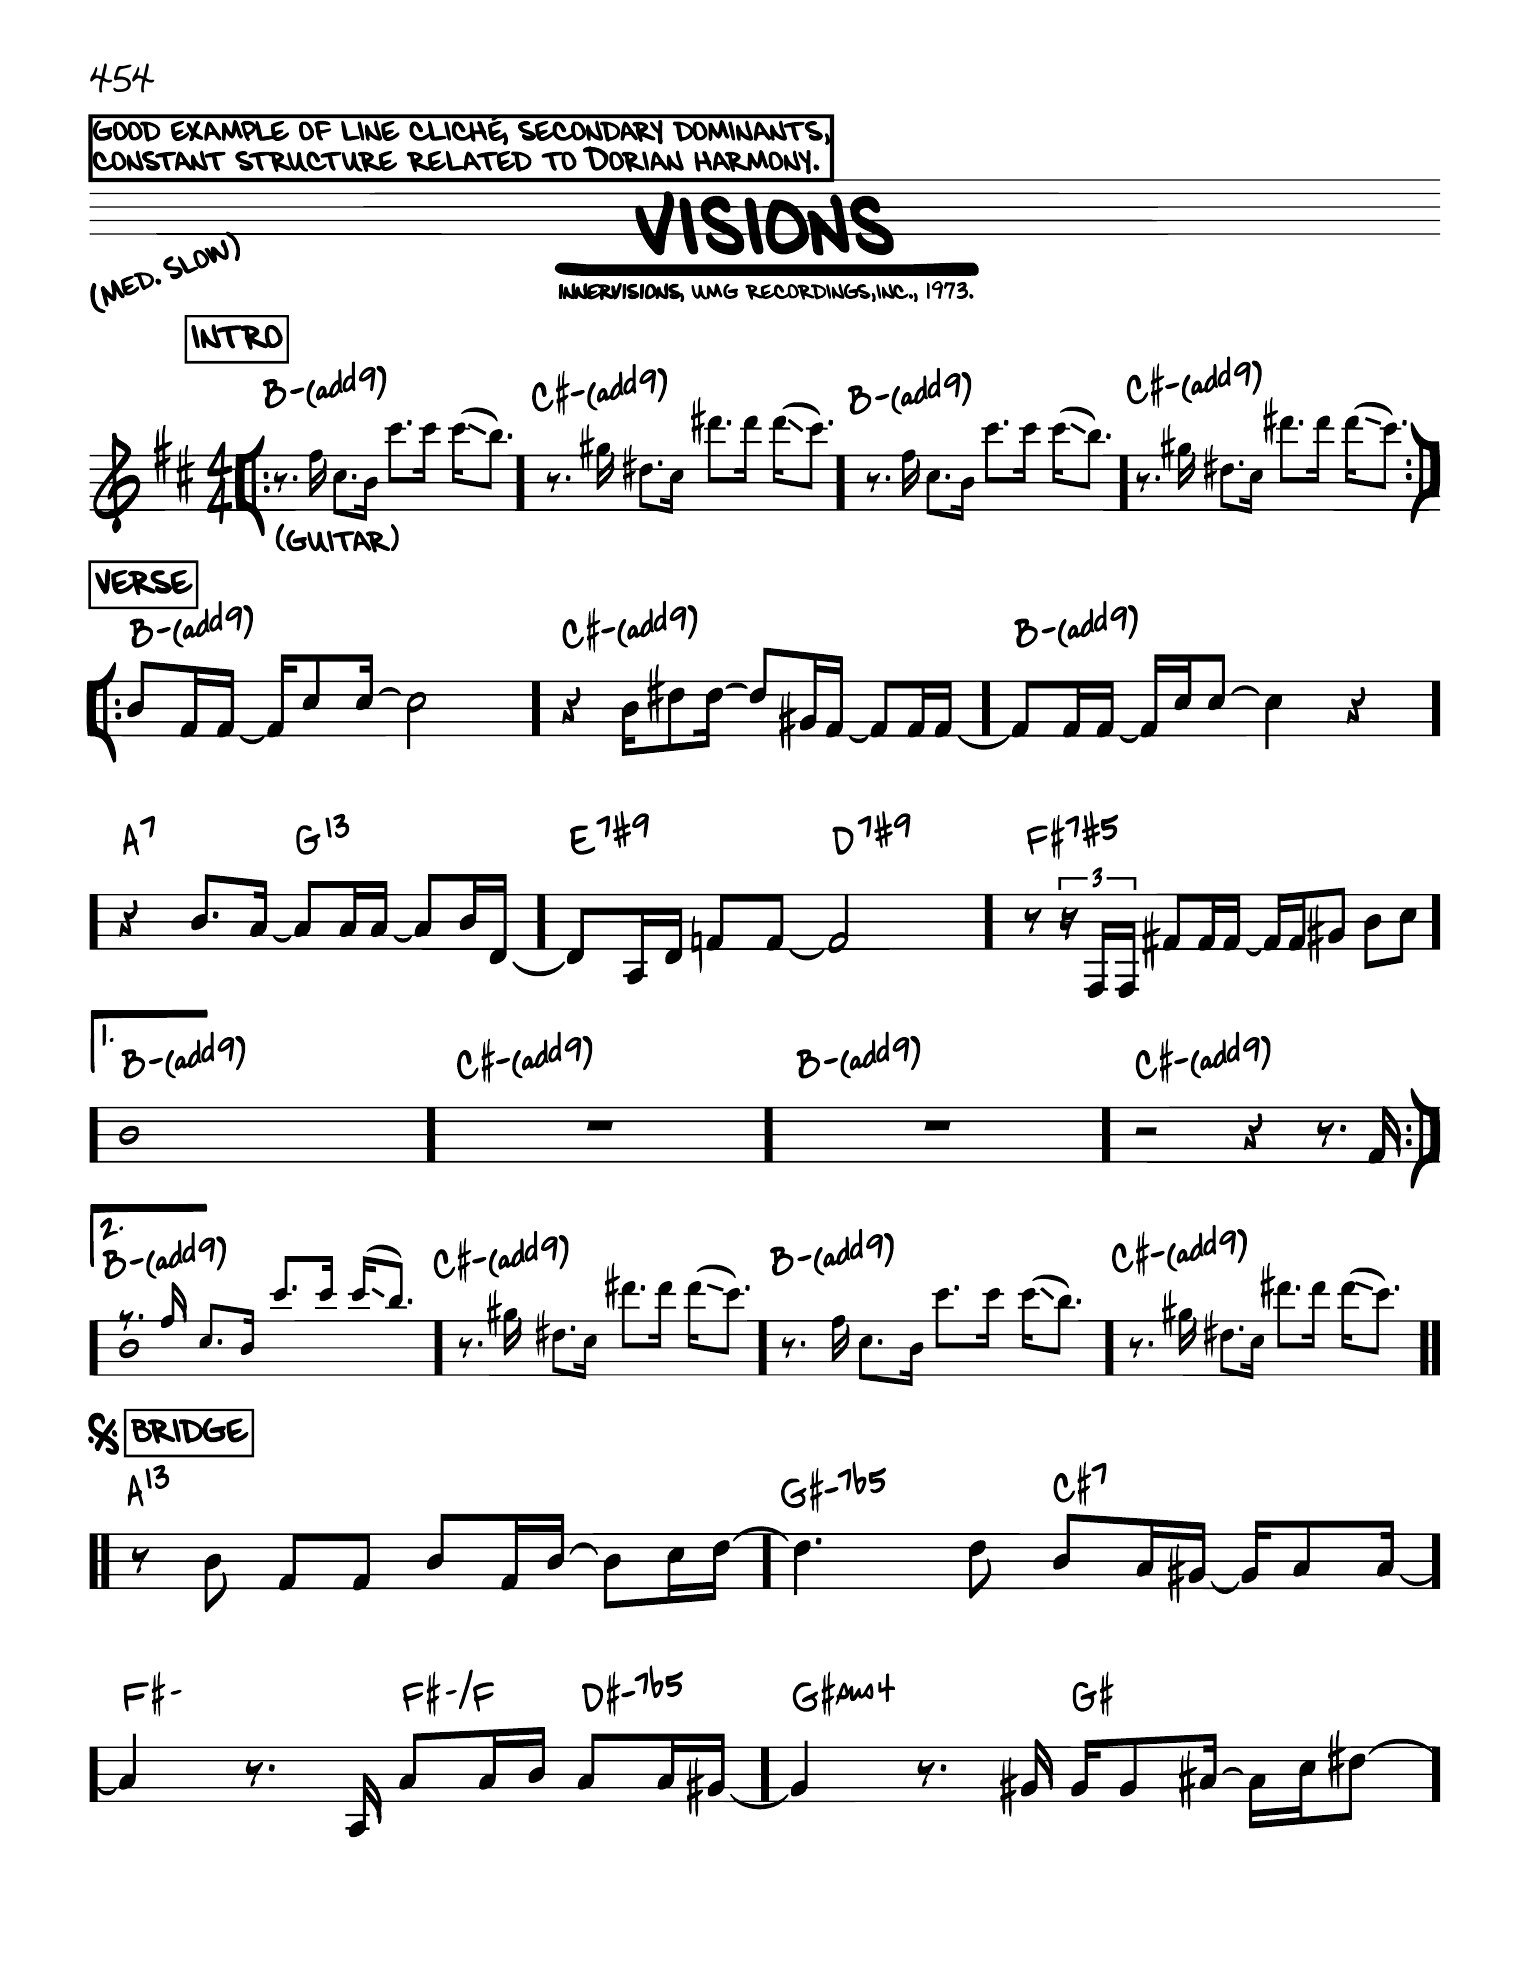 454
GOOD EXAMPLE OF LINE CLICHÉ, SECONDARY DOMINANTS,
CONSTANT STRUCTURE RELATED TO DORIAN HARMONY.
VISIONS
(MED. SLOW)
INNERVISIONS, UMG RECORDINGS, INC., 1973.
INTRO
B-(add9) C#-(add9) B-(add9) C#-(add9)
4
4
(GUITAR)
VERSE
B-(add9) C#-(add9) B-(add9)
A7 G13 E7#9 D7#9 F#7#5
3
1.
B-(add9) C#-(add9) B-(add9) C#-(add9)
2.
B-(add9) C#-(add9) B-(add9) C#-(add9)
BRIDGE
A13 G#-7b5 C#7
F#- F#-/F D#-7b5 G#sus4 G#